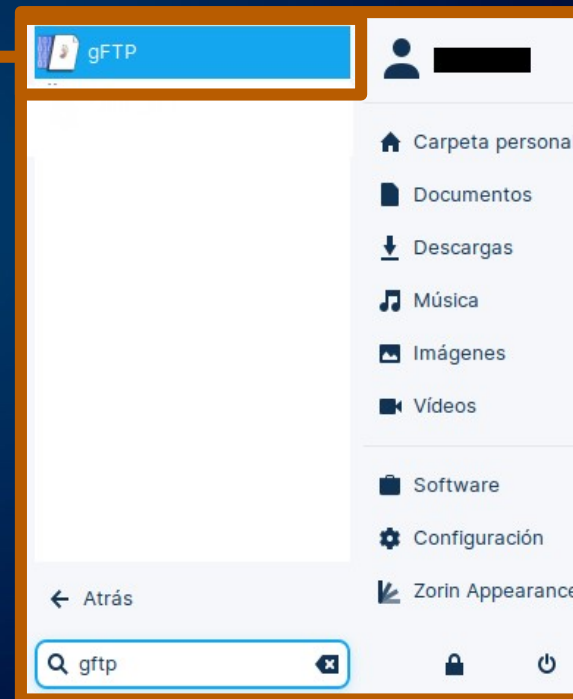 gFTP
Carpeta persona
Documentos
Descargas
Música
Imágenes
Vídeos
Software
Configuración
Zorin Appearance
Atrás
gftp